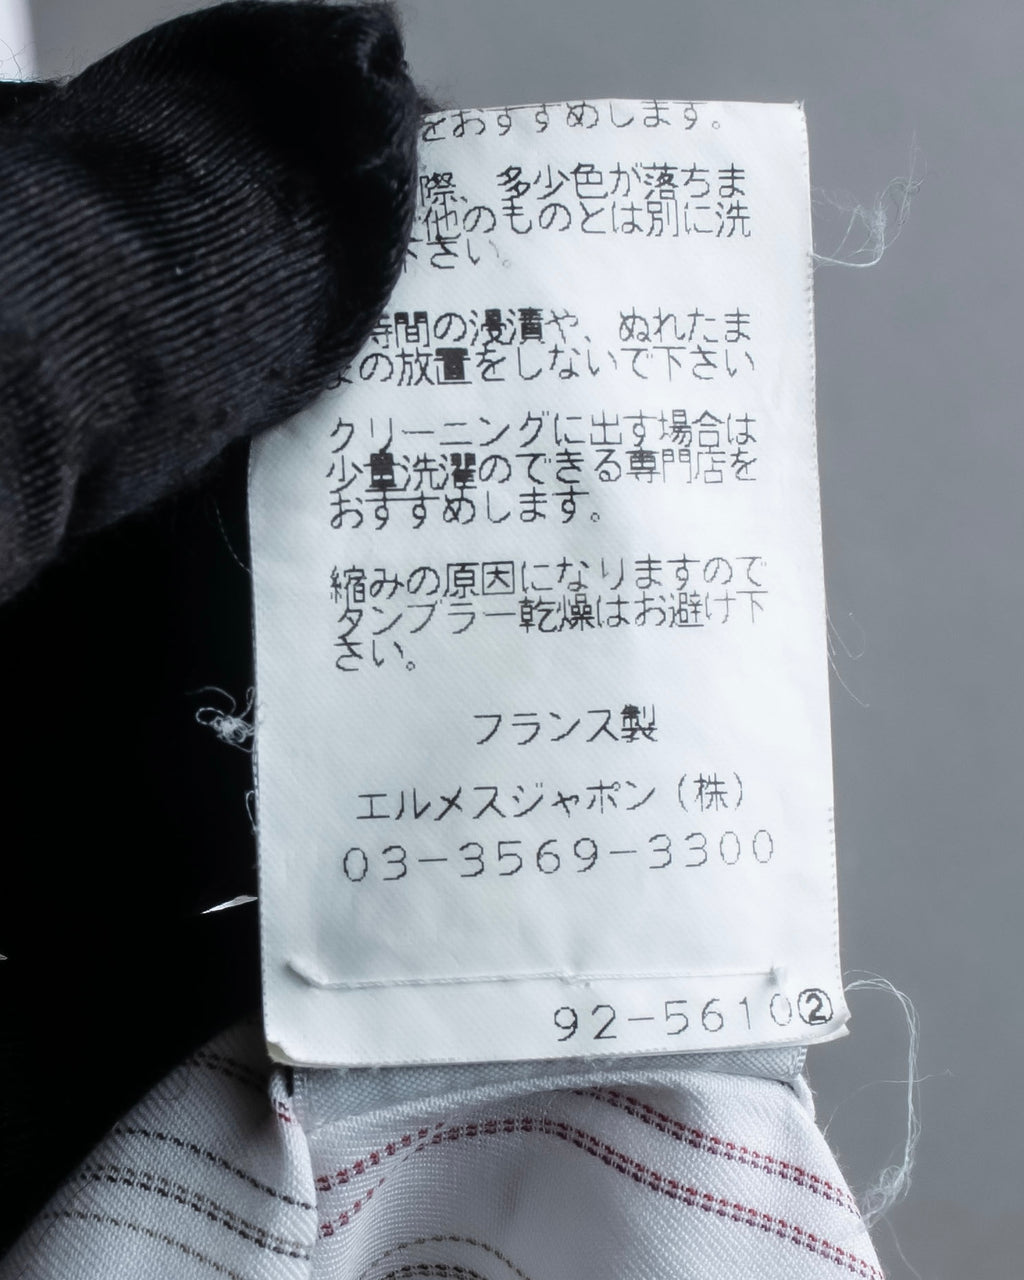 をおすすめします。
際、多少色が落ちま
他のものとは別に洗
下さい。
時間の浸漬や、ぬれたま
まの放置をしないで下さい
クリーニングに出す場合は
少量洗濯のできる専門店を
おすすめします。
縮みの原因になりますので
タンブラー乾燥はお避け下
さい。
フランス製
エルメスジャポン(株)
03-3569-3300
92-5610②